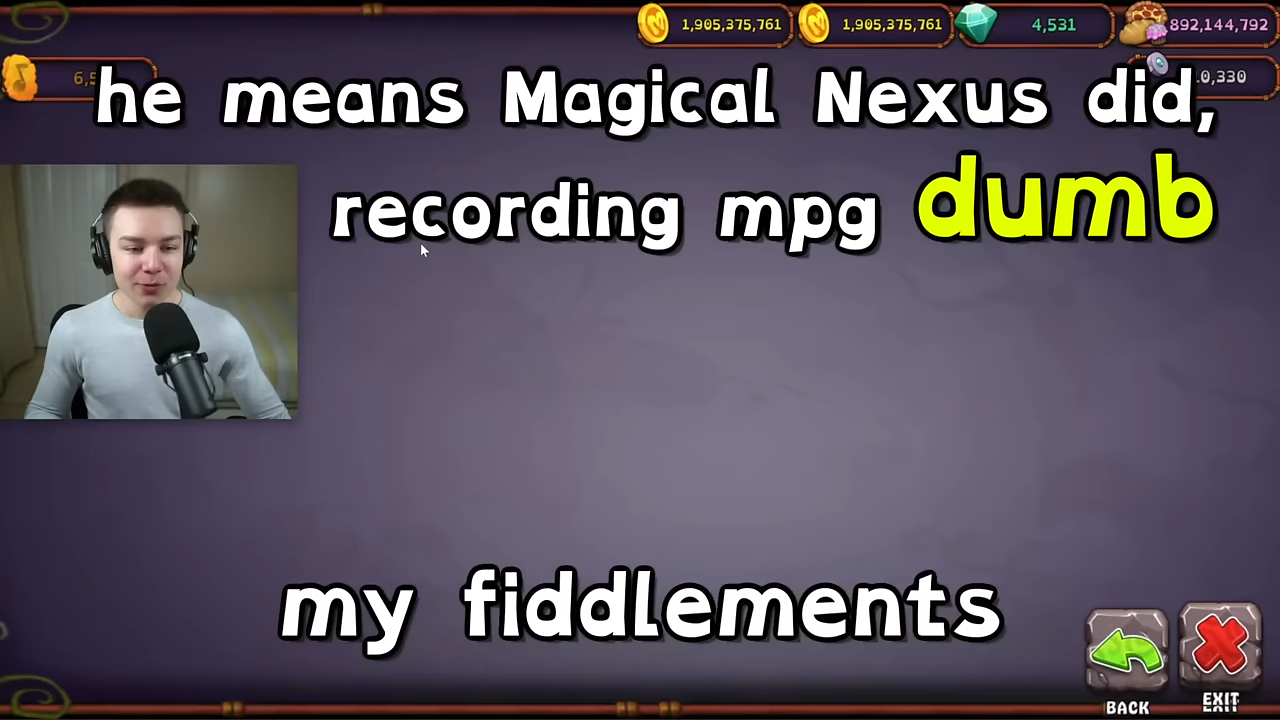 1,905,375,761 1,905,375,761 4,531 892,144,792
he means Magical Nexus did,
recording mpg dumb
my fiddlements
BACK EXIT